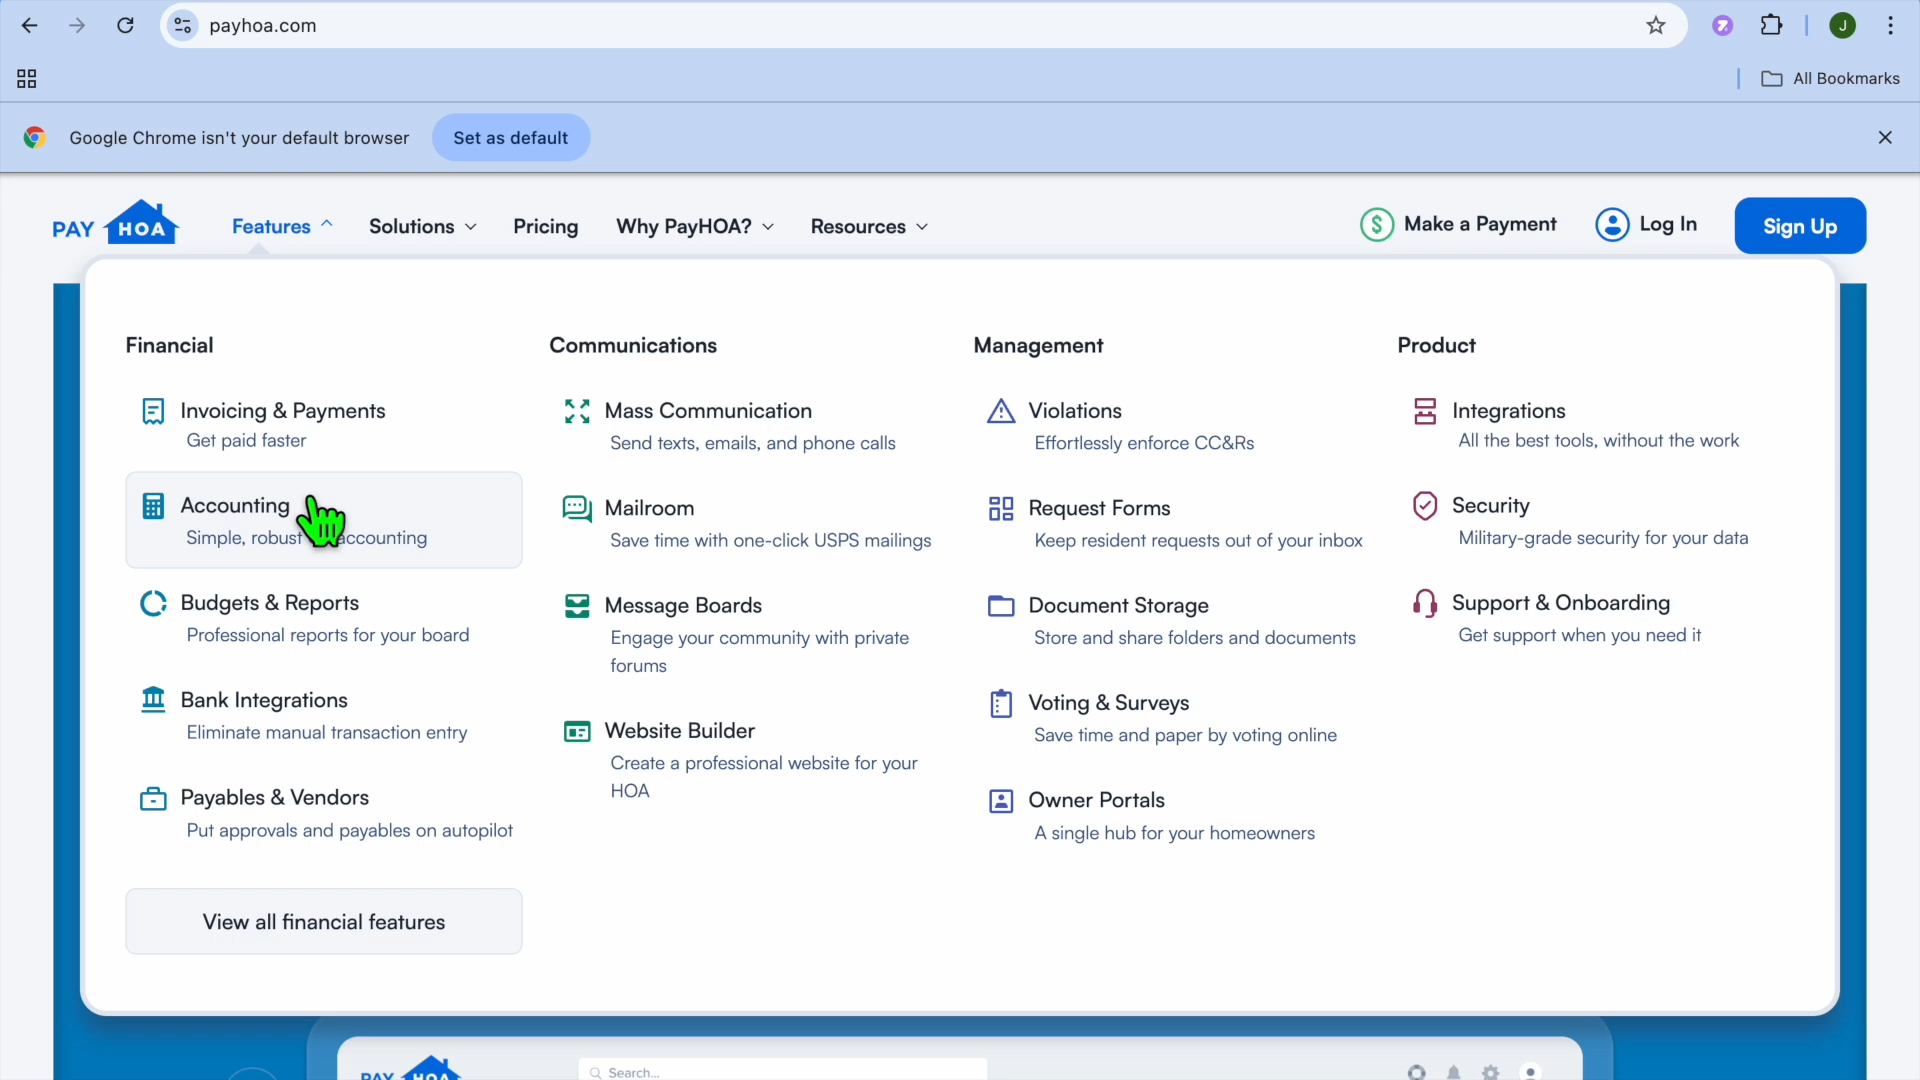 payhoa.com
J
All Bookmarks
Google Chrome isn't your default browser
Set as default
PAY HOA
Features
Solutions
Pricing
Why PayHOA?
Resources
$ Make a Payment
Log In
Sign Up
Financial
Invoicing & Payments
Get paid faster
Accounting
Simple, robust accounting
Budgets & Reports
Professional reports for your board
Bank Integrations
Eliminate manual transaction entry
Payables & Vendors
Put approvals and payables on autopilot
View all financial features
Communications
Mass Communication
Send texts, emails, and phone calls
Mailroom
Save time with one-click USPS mailings
Message Boards
Engage your community with private
forums
Website Builder
Create a professional website for your
HOA
Management
Violations
Effortlessly enforce CC&Rs
Request Forms
Keep resident requests out of your inbox
Document Storage
Store and share folders and documents
Voting & Surveys
Save time and paper by voting online
Owner Portals
A single hub for your homeowners
Product
Integrations
All the best tools, without the work
Security
Military-grade security for your data
Support & Onboarding
Get support when you need it
PAY HOA
Search...